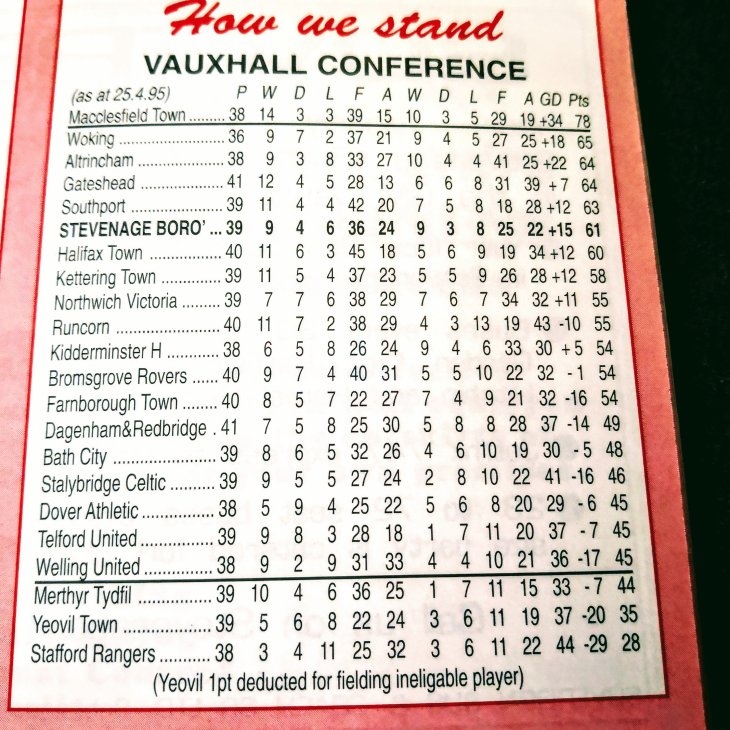 How we stand
VAUXHALL CONFERENCE
(as at 25.4.95) P W D L F A W D L F A GD Pts
Macclesfield Town ......... 38 14 3 3 39 15 10 3 5 29 19 +34 78
Woking ..................... 36 9 7 2 37 21 9 4 5 27 25 +18 65
Altrincham ................ 38 9 3 8 33 27 10 4 4 41 25 +22 64
Gateshead .................. 41 12 4 5 28 13 6 6 8 31 39 + 7 64
Southport ................. 39 11 4 4 42 20 7 5 8 18 28 +12 63
STEVENAGE BORO' ... 39 9 4 6 36 24 9 3 8 25 22 +15 61
Halifax Town ............... 40 11 6 3 45 18 5 6 9 19 34 +12 60
Kettering Town ............ 39 11 5 4 37 23 5 5 9 26 28 +12 58
Northwich Victoria ........ 39 7 7 6 38 29 7 6 7 34 32 +11 55
Runcorn ................... 40 11 7 2 38 29 4 3 13 19 43 -10 55
Kidderminster H ............ 38 6 5 8 26 24 9 4 6 33 30 + 5 54
Bromsgrove Rovers ...... 40 9 7 4 40 31 5 5 10 22 32 - 1 54
Farnborough Town ........ 40 8 5 7 22 27 7 4 9 21 32 -16 54
Dagenham&Redbridge . 41 7 5 8 25 30 5 8 8 28 37 -14 49
Bath City ....................... 39 8 6 5 32 26 4 6 10 19 30 - 5 48
Stalybridge Celtic .......... 39 9 5 5 27 24 2 8 10 22 41 -16 46
Dover Athletic ................ 38 5 9 4 25 22 5 6 8 20 29 - 6 45
Telford United ................ 39 9 8 3 28 18 1 7 11 20 37 - 7 45
Welling United ............... 38 9 2 9 31 33 4 4 10 21 36 -17 45
Merthyr Tydfil ................ 39 10 4 6 36 25 1 7 11 15 33 - 7 44
Yeovil Town .................... 39 5 6 8 22 24 3 6 11 19 37 -20 35
Stafford Rangers ........... 38 3 4 11 25 32 3 6 11 22 44 -29 28
(Yeovil 1pt deducted for fielding ineligable player)